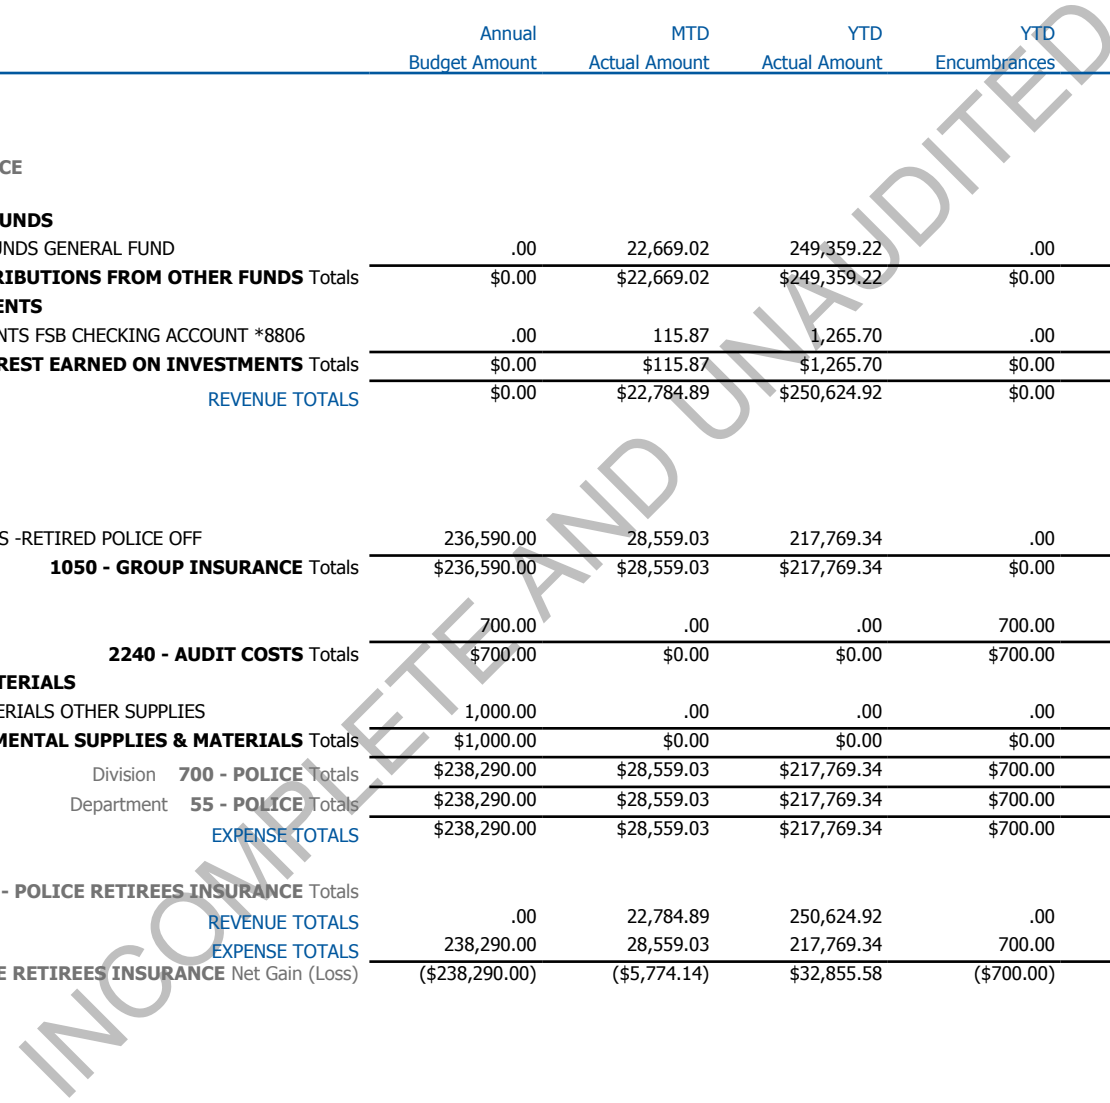 Annual MTD YTD YTD
Budget Amount Actual Amount Actual Amount Encumbrances
CE
UNDS
UNDS GENERAL FUND .00 22,669.02 249,359.22 .00
RIBUTIONS FROM OTHER FUNDS Totals $0.00 $22,669.02 $249,359.22 $0.00
ENTS
NTS FSB CHECKING ACCOUNT *8806 .00 115.87 1,265.70 .00
REST EARNED ON INVESTMENTS Totals $0.00 $115.87 $1,265.70 $0.00
REVENUE TOTALS $0.00 $22,784.89 $250,624.92 $0.00
S -RETIRED POLICE OFF 236,590.00 28,559.03 217,769.34 .00
1050 - GROUP INSURANCE Totals $236,590.00 $28,559.03 $217,769.34 $0.00
700.00 .00 .00 700.00
2240 - AUDIT COSTS Totals $700.00 $0.00 $0.00 $700.00
TERIALS
ERIALS OTHER SUPPLIES 1,000.00 .00 .00 .00
MENTAL SUPPLIES & MATERIALS Totals $1,000.00 $0.00 $0.00 $0.00
Division 700 - POLICE Totals $238,290.00 $28,559.03 $217,769.34 $700.00
Department 55 - POLICE Totals $238,290.00 $28,559.03 $217,769.34 $700.00
EXPENSE TOTALS $238,290.00 $28,559.03 $217,769.34 $700.00
- POLICE RETIREES INSURANCE Totals
REVENUE TOTALS .00 22,784.89 250,624.92 .00
EXPENSE TOTALS 238,290.00 28,559.03 217,769.34 700.00
E RETIREES INSURANCE Net Gain (Loss) ($238,290.00) ($5,774.14) $32,855.58 ($700.00)
INCOMPLETE AND UNAUDITED